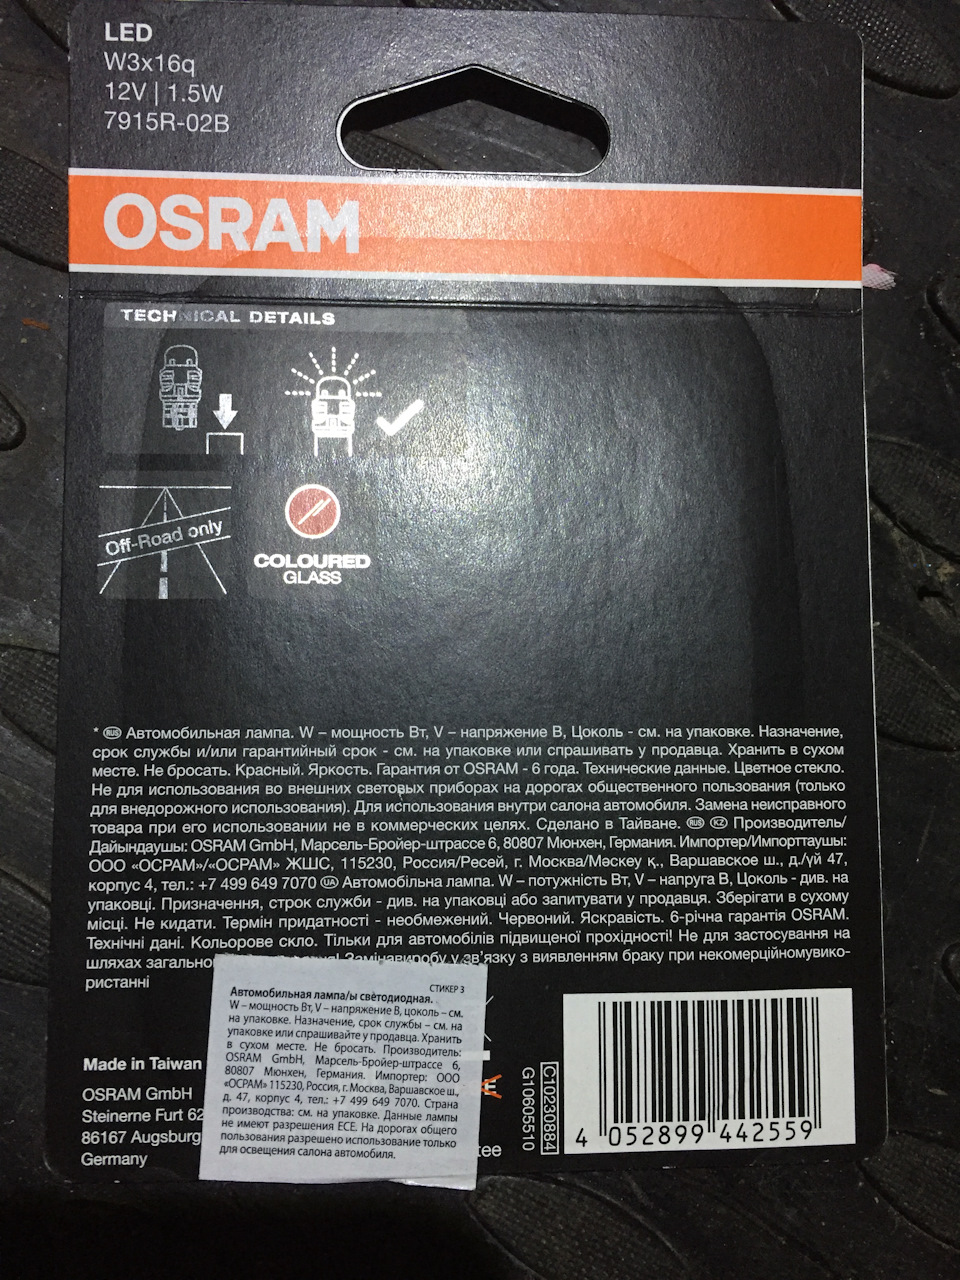 LED
W3x16q
12V | 1.5W
7915R-02B
OSRAM
TECHNICAL DETAILS
Off-Road only
COLOURED
GLASS
* RUS Автомобильная лампа. W – мощность Вт, V – напряжение В, Цоколь - см. на упаковке. Назначение,
срок службы и/или гарантийный срок - см. на упаковке или спрашивать у продавца. Хранить в сухом
месте. Не бросать. Красный. Яркость. Гарантия от OSRAM - 6 года. Технические данные. Цветное стекло.
Не для использования во внешних световых приборах на дорогах общественного пользования (только
для внедорожного использования). Для использования внутри салона автомобиля. Замена неисправного
товара при его использовании не в коммерческих целях. Сделано в Тайване. RUS KZ Производитель/
Дайындаушы: OSRAM GmbH, Марсель-Бройер-штрассе 6, 80807 Мюнхен, Германия. Импортер/Импорттаушы:
ООО «ОСРАМ»/«ОСРАМ» ЖШС, 115230, Россия/Ресей, г. Москва/Мәскеу қ., Варшавское ш., д./үй 47,
корпус 4, тел.: +7 499 649 7070 UA Автомобільна лампа. W – потужність Вт, V – напруга В, Цоколь - див. на
упаковці. Призначення, строк служби - див. на упаковці або запитувати у продавця. Зберігати в сухому
місці. Не кидати. Термін придатності - необмежений. Червоний. Яскравість. 6-річна гарантія OSRAM.
Технічні дані. Кольорове скло. Тільки для автомобілів підвищеної прохідності! Не для застосування на
шляхах Замінавиробу у зв’язку з виявленням браку при некомерційномувико-
ристанні
СТИКЕР 3
Автомобильная лампа/ы светодиодная.
W – мощность Вт, V – напряжение В, цоколь – см.
на упаковке. Назначение, срок службы – см. на
упаковке или спрашивайте у продавца. Хранить
в сухом месте. Не бросать. Производитель:
OSRAM GmbH, Марсель-Бройер-штрассе 6,
80807 Мюнхен, Германия. Импортер: ООО
«ОСРАМ» 115230, Россия, г. Москва, Варшавское ш.,
д. 47, корпус 4, тел.: +7 499 649 7070. Страна
производства: см. на упаковке. Данные лампы
не имеют разрешения ECE. На дорогах общего
пользования разрешено использование только
для освещения салона автомобиля.
Made in Taiwan
OSRAM GmbH
Steinerne Furt 62
86167 Augsburg
Germany
tee
G10605510
C10230884
4 052899 442559